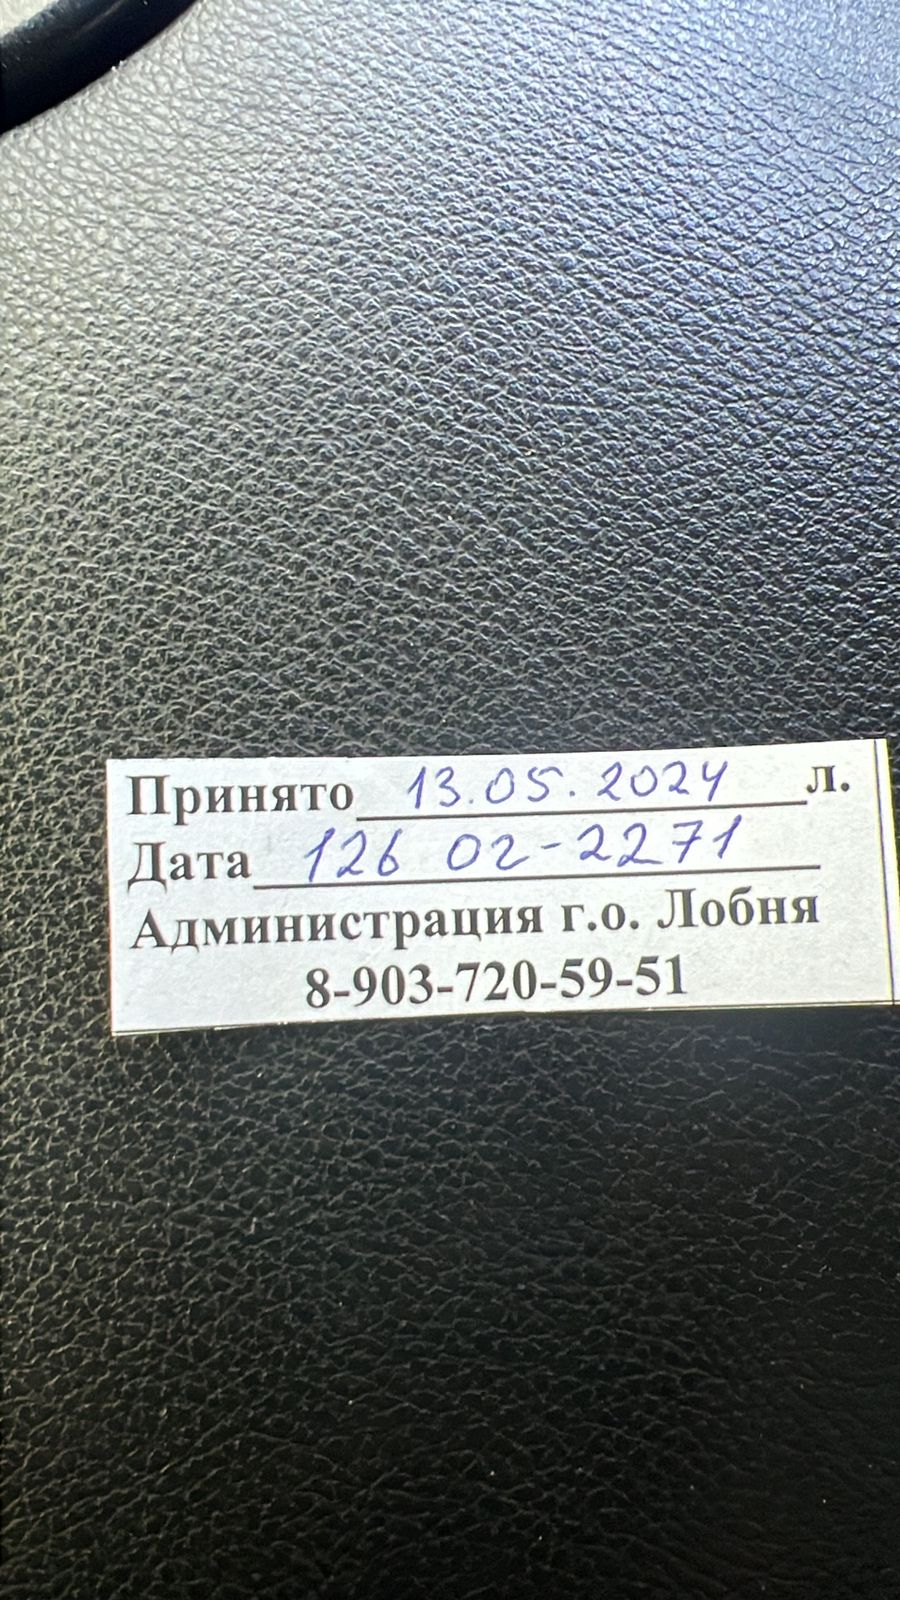 Принято 13.05.2024 л.
Дата 126 02-2271
Администрация г.о. Лобня
8-903-720-59-51